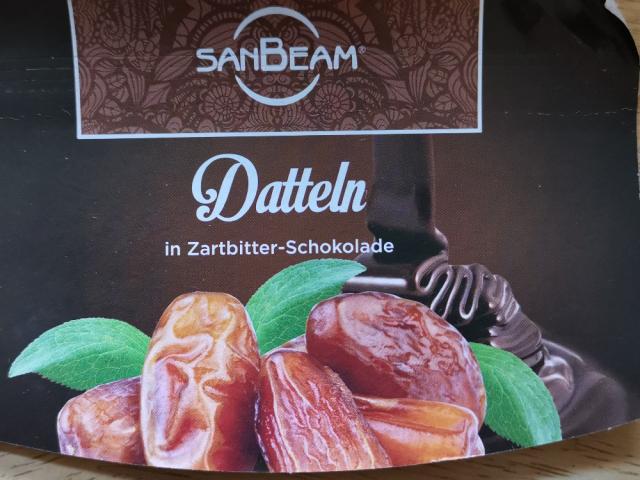 SANBEAM®
Datteln
in Zartbitter-Schokolade